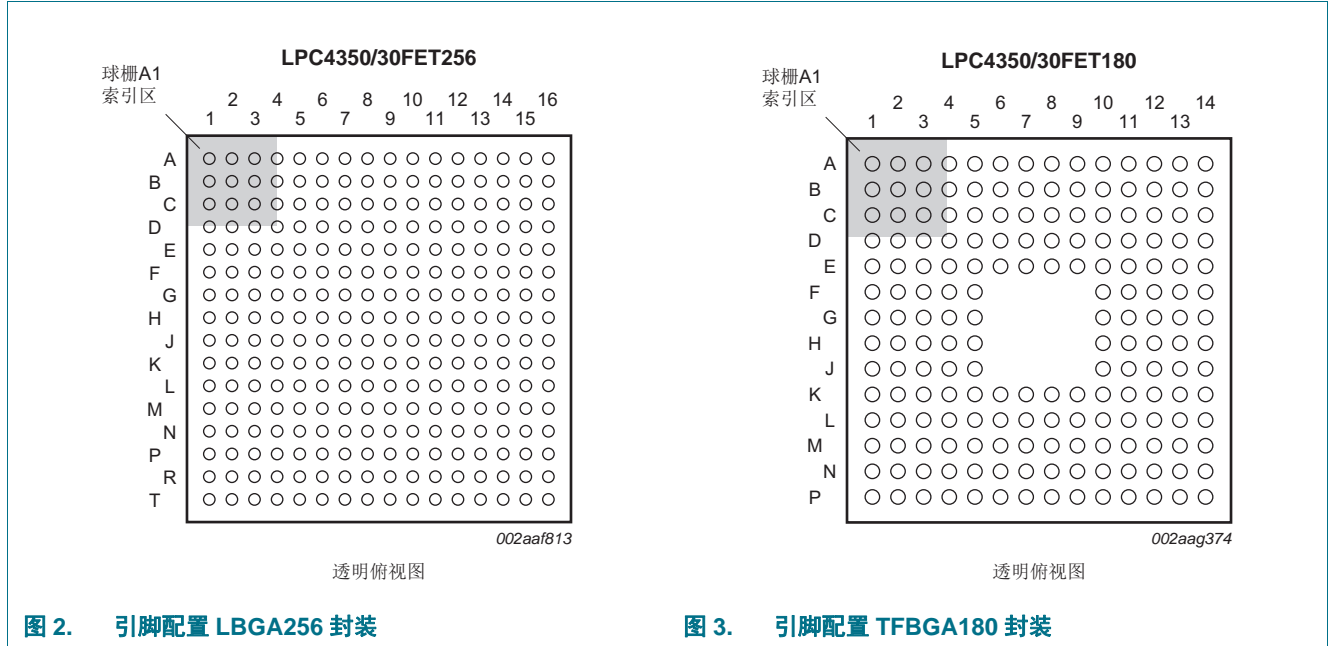 LPC4350/30FET256
球栅A1
索引区
2 4 6 8 10 12 14 16
1 3 5 7 9 11 13 15
A
B
C
D
E
F
G
H
J
K
L
M
N
P
R
T
002aaf813
透明俯视图
图 2. 引脚配置 LBGA256 封装
LPC4350/30FET180
球栅A1
索引区
2 4 6 8 10 12 14
1 3 5 7 9 11 13
A
B
C
D
E
F
G
H
J
K
L
M
N
P
002aag374
透明俯视图
图 3. 引脚配置 TFBGA180 封装